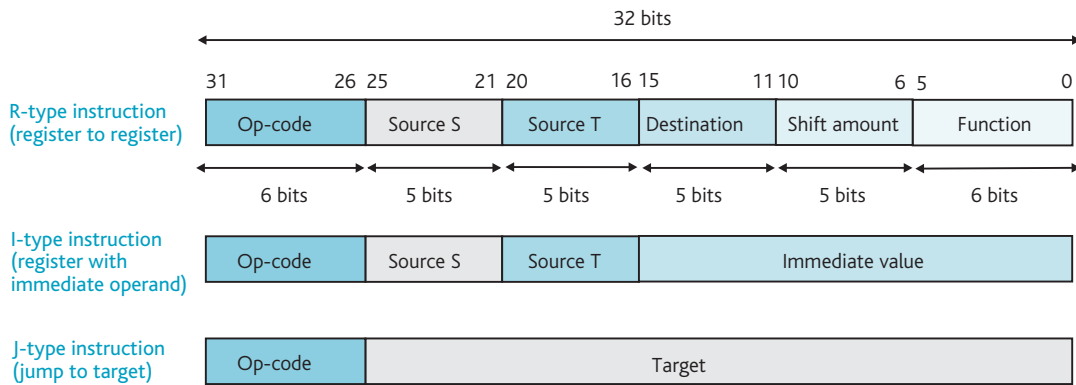 32 bits
31 26 25 21 20 16 15 11 10 6 5 0
R-type instruction
(register to register)
Op-code Source S Source T Destination Shift amount Function
6 bits 5 bits 5 bits 5 bits 5 bits 6 bits
I-type instruction
(register with
immediate operand)
Op-code Source S Source T Immediate value
J-type instruction
(jump to target)
Op-code Target